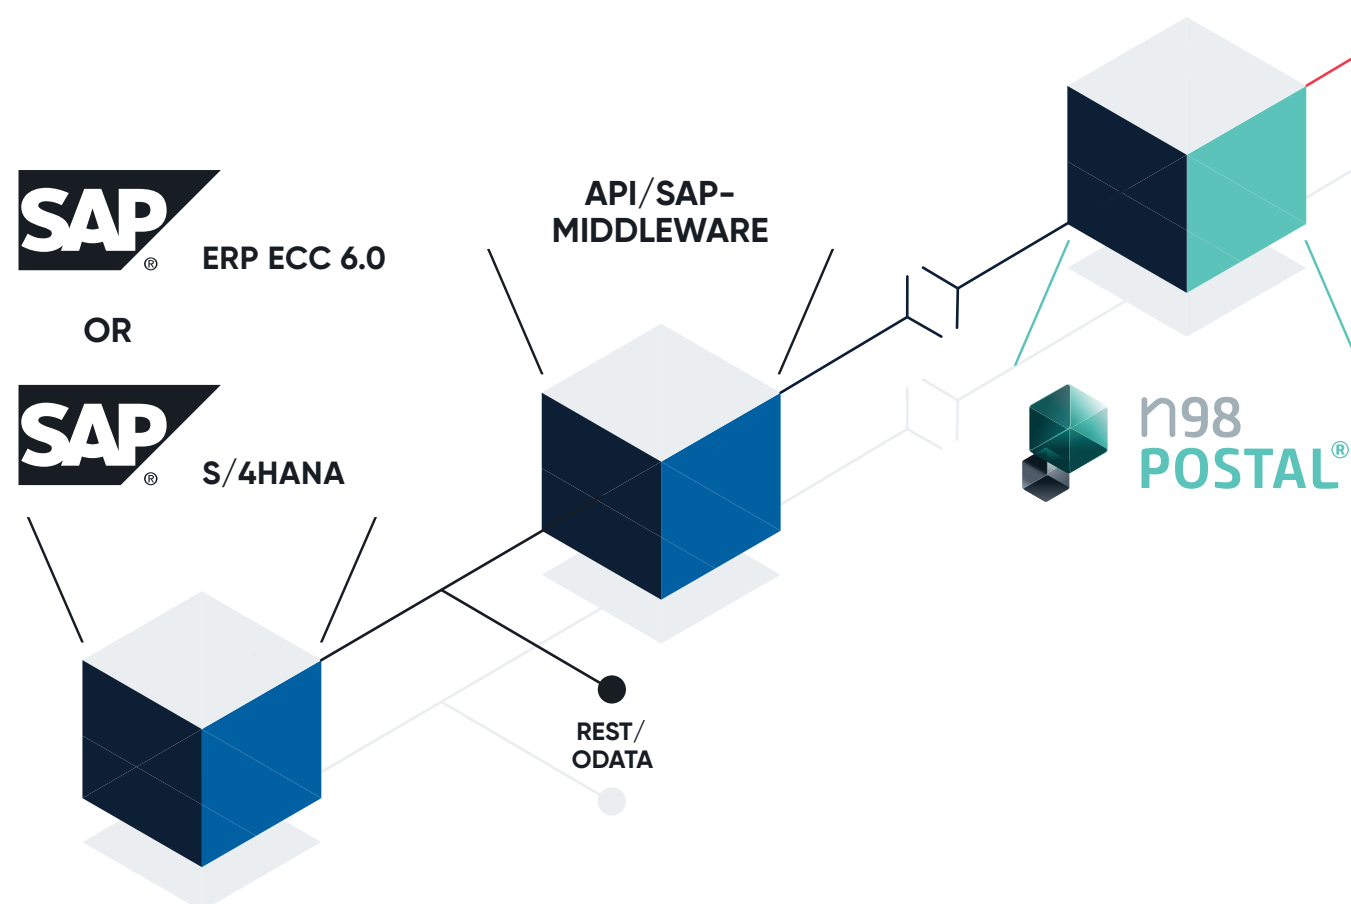 SAP
®
ERP ECC 6.0
OR
SAP
®
S/4HANA
API/SAP-
MIDDLEWARE
REST/
ODATA
n98
POSTAL®